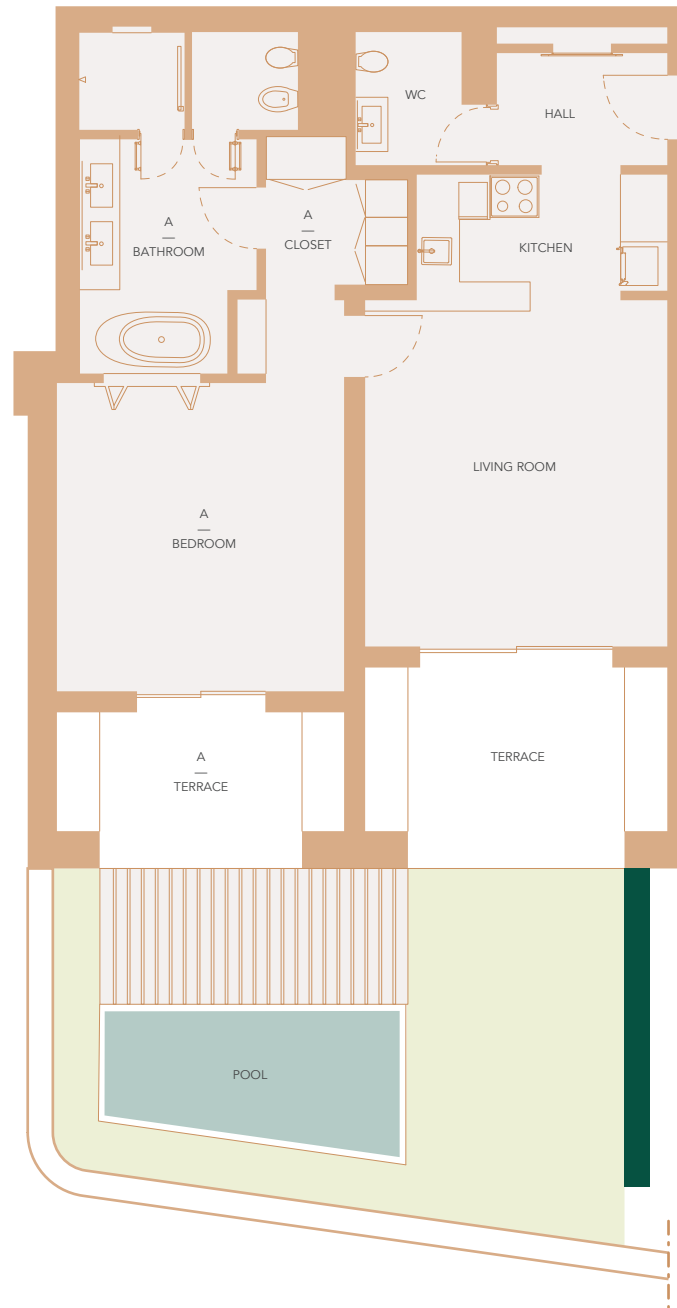 WC
HALL
A
BATHROOM
A
CLOSET
KITCHEN
LIVING ROOM
A
BEDROOM
A
TERRACE
TERRACE
POOL